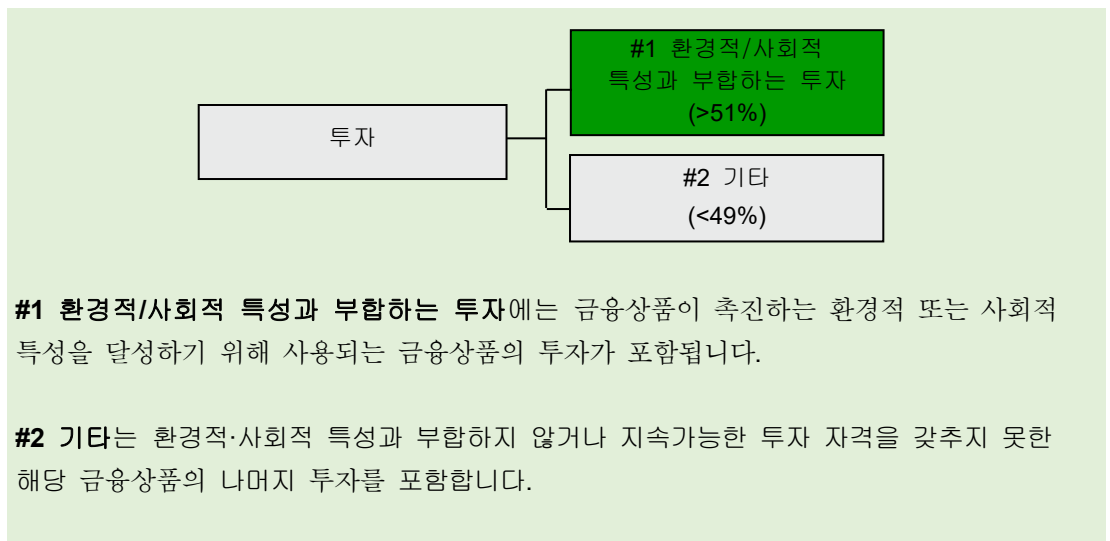 투자
#1 환경적/사회적
특성과 부합하는 투자
(>51%)
#2 기타
(<49%)
#1 환경적/사회적 특성과 부합하는 투자에는 금융상품이 촉진하는 환경적 또는 사회적
특성을 달성하기 위해 사용되는 금융상품의 투자가 포함됩니다.
#2 기타는 환경적·사회적 특성과 부합하지 않거나 지속가능한 투자 자격을 갖추지 못한
해당 금융상품의 나머지 투자를 포함합니다.